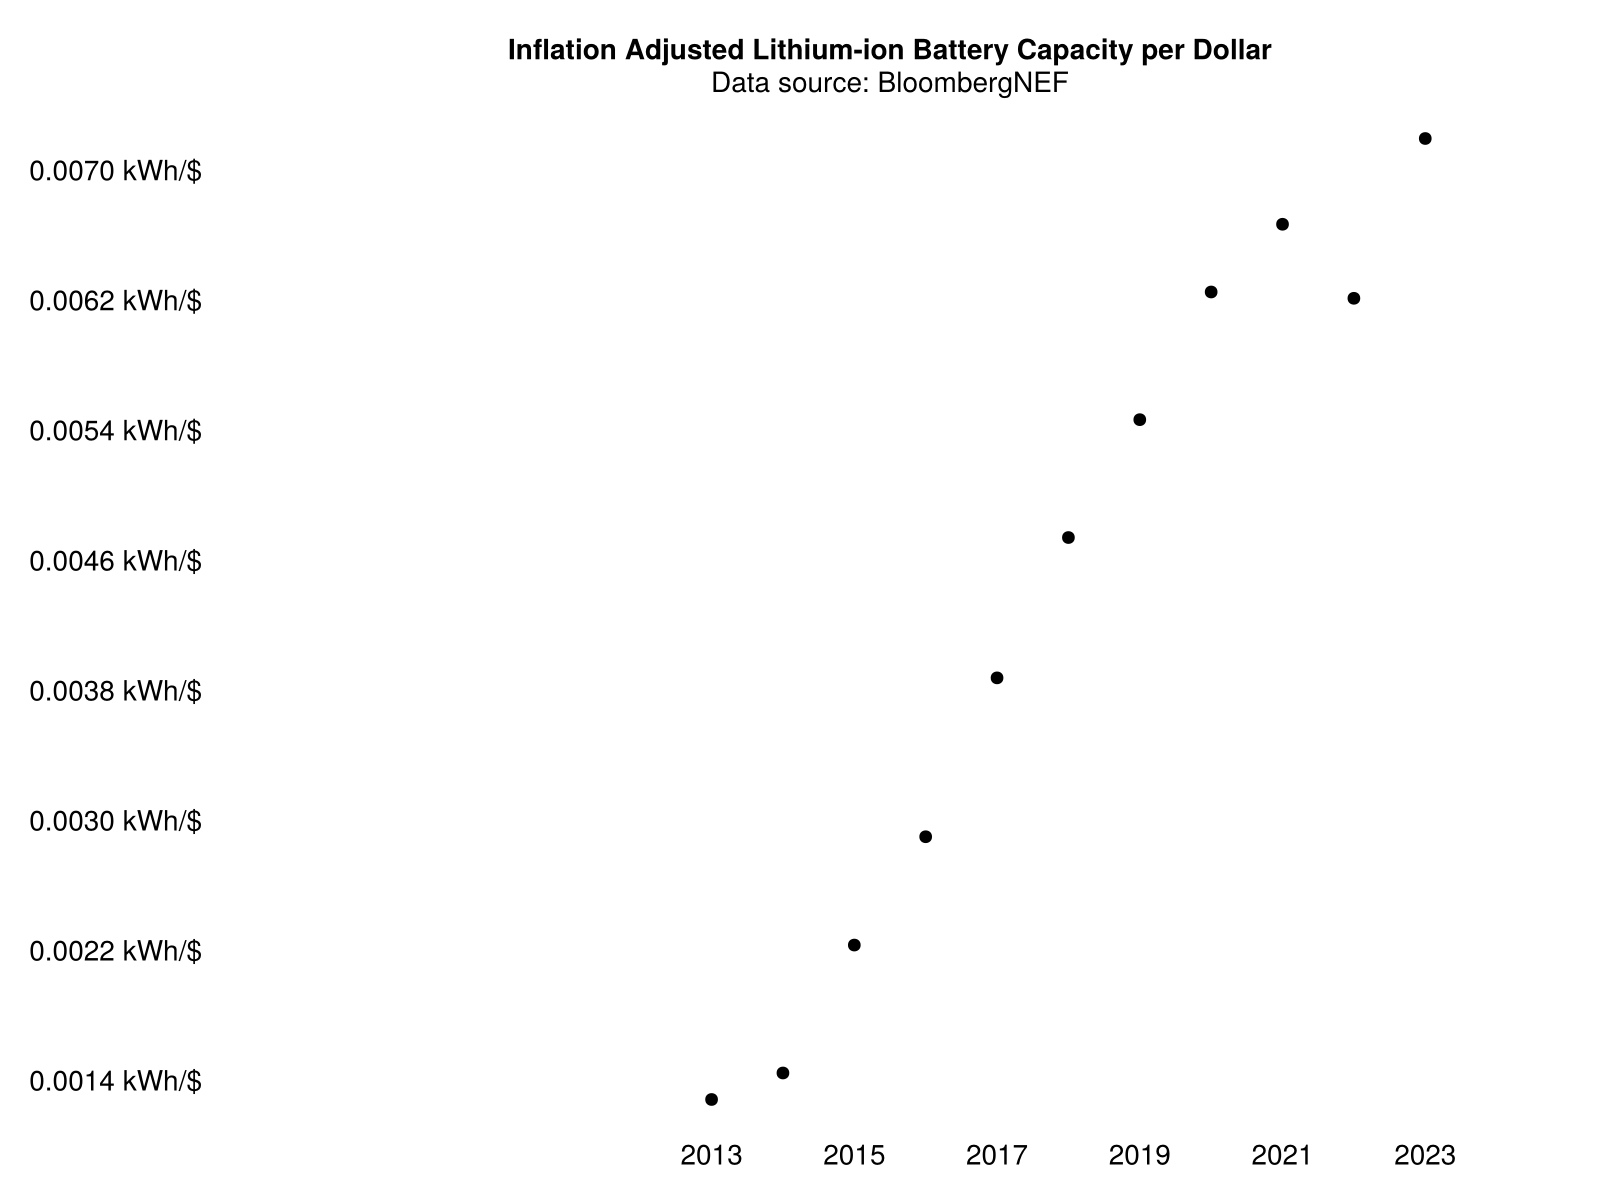 Inflation Adjusted Lithium-ion Battery Capacity per Dollar
Data source: BloombergNEF
0.0070 kWh/$
0.0062 kWh/$
0.0054 kWh/$
0.0046 kWh/$
0.0038 kWh/$
0.0030 kWh/$
0.0022 kWh/$
0.0014 kWh/$
2013 2015 2017 2019 2021 2023